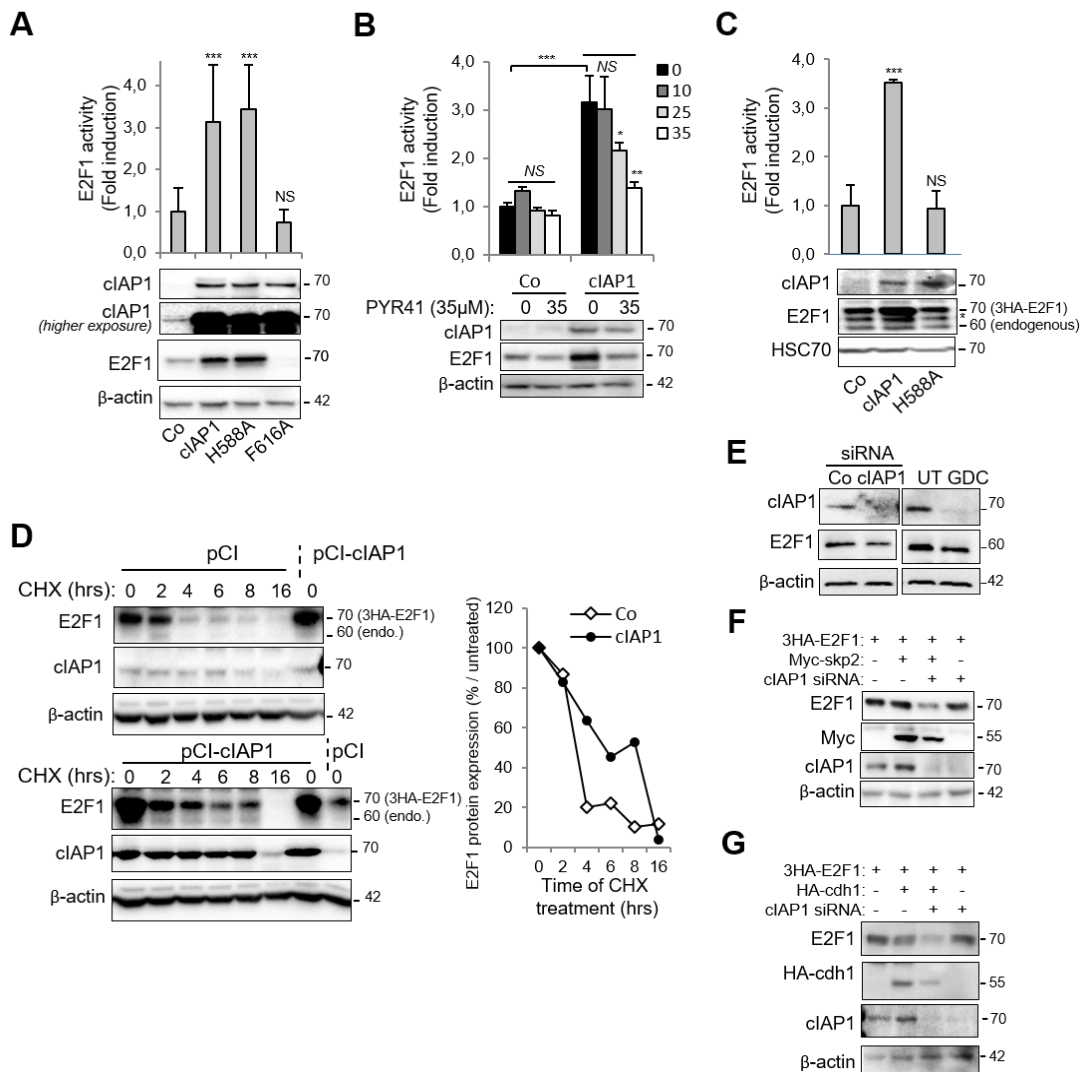 A
E2F1 activity
(Fold induction)
4,0
3,0
2,0
1,0
0,0
***
***
NS
cIAP1
70
cIAP1
(higher exposure)
70
E2F1
70
β-actin
42
Co
cIAP1
H588A
F616A
B
E2F1 activity
(Fold induction)
4,0
3,0
2,0
1,0
0,0
***
NS
NS
*
**
0
10
25
35
Co
cIAP1
PYR41 (35µM): 0 35 0 35
cIAP1
70
E2F1
70
β-actin
42
C
E2F1 activity
(Fold induction)
4,0
3,0
2,0
1,0
0,0
***
NS
cIAP1
70
E2F1
70 (3HA-E2F1)
*
60 (endogenous)
HSC70
70
Co
cIAP1
H588A
D
pCI
pCI-cIAP1
CHX (hrs): 0 2 4 6 8 16 0
E2F1
70 (3HA-E2F1)
60 (endo.)
cIAP1
70
β-actin
42
pCI-cIAP1
pCI
CHX (hrs): 0 2 4 6 8 16 0 0
E2F1
70 (3HA-E2F1)
60 (endo.)
cIAP1
70
β-actin
42
E2F1 protein expression (% / untreated)
120
100
80
60
40
20
0
Co
cIAP1
0 2 4 6 8 16
Time of CHX
treatment (hrs)
E
siRNA
Co cIAP1 UT GDC
cIAP1
70
E2F1
60
β-actin
42
F
3HA-E2F1: + + + +
Myc-skp2: - + + -
cIAP1 siRNA: - - + +
E2F1
70
Myc
55
cIAP1
70
β-actin
42
G
3HA-E2F1: + + + +
HA-cdh1: - + + -
cIAP1 siRNA: - - + +
E2F1
70
HA-cdh1
55
cIAP1
70
β-actin
42